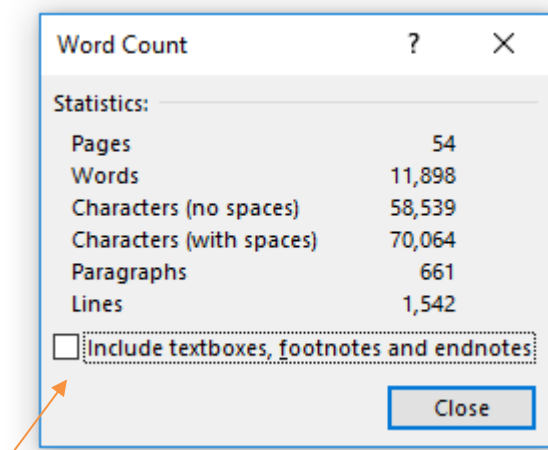 Word Count ? X
Statistics:
Pages 54
Words 11,898
Characters (no spaces) 58,539
Characters (with spaces) 70,064
Paragraphs 661
Lines 1,542
Include textboxes, footnotes and endnotes
Close